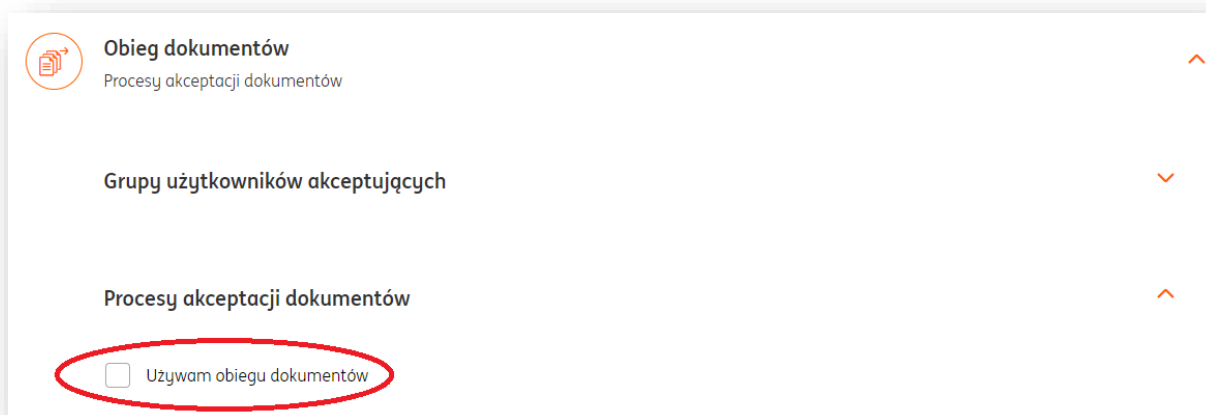 Obieg dokumentów
Procesy akceptacji dokumentów
Grupy użytkowników akceptujących
Procesy akceptacji dokumentów
Używam obiegu dokumentów